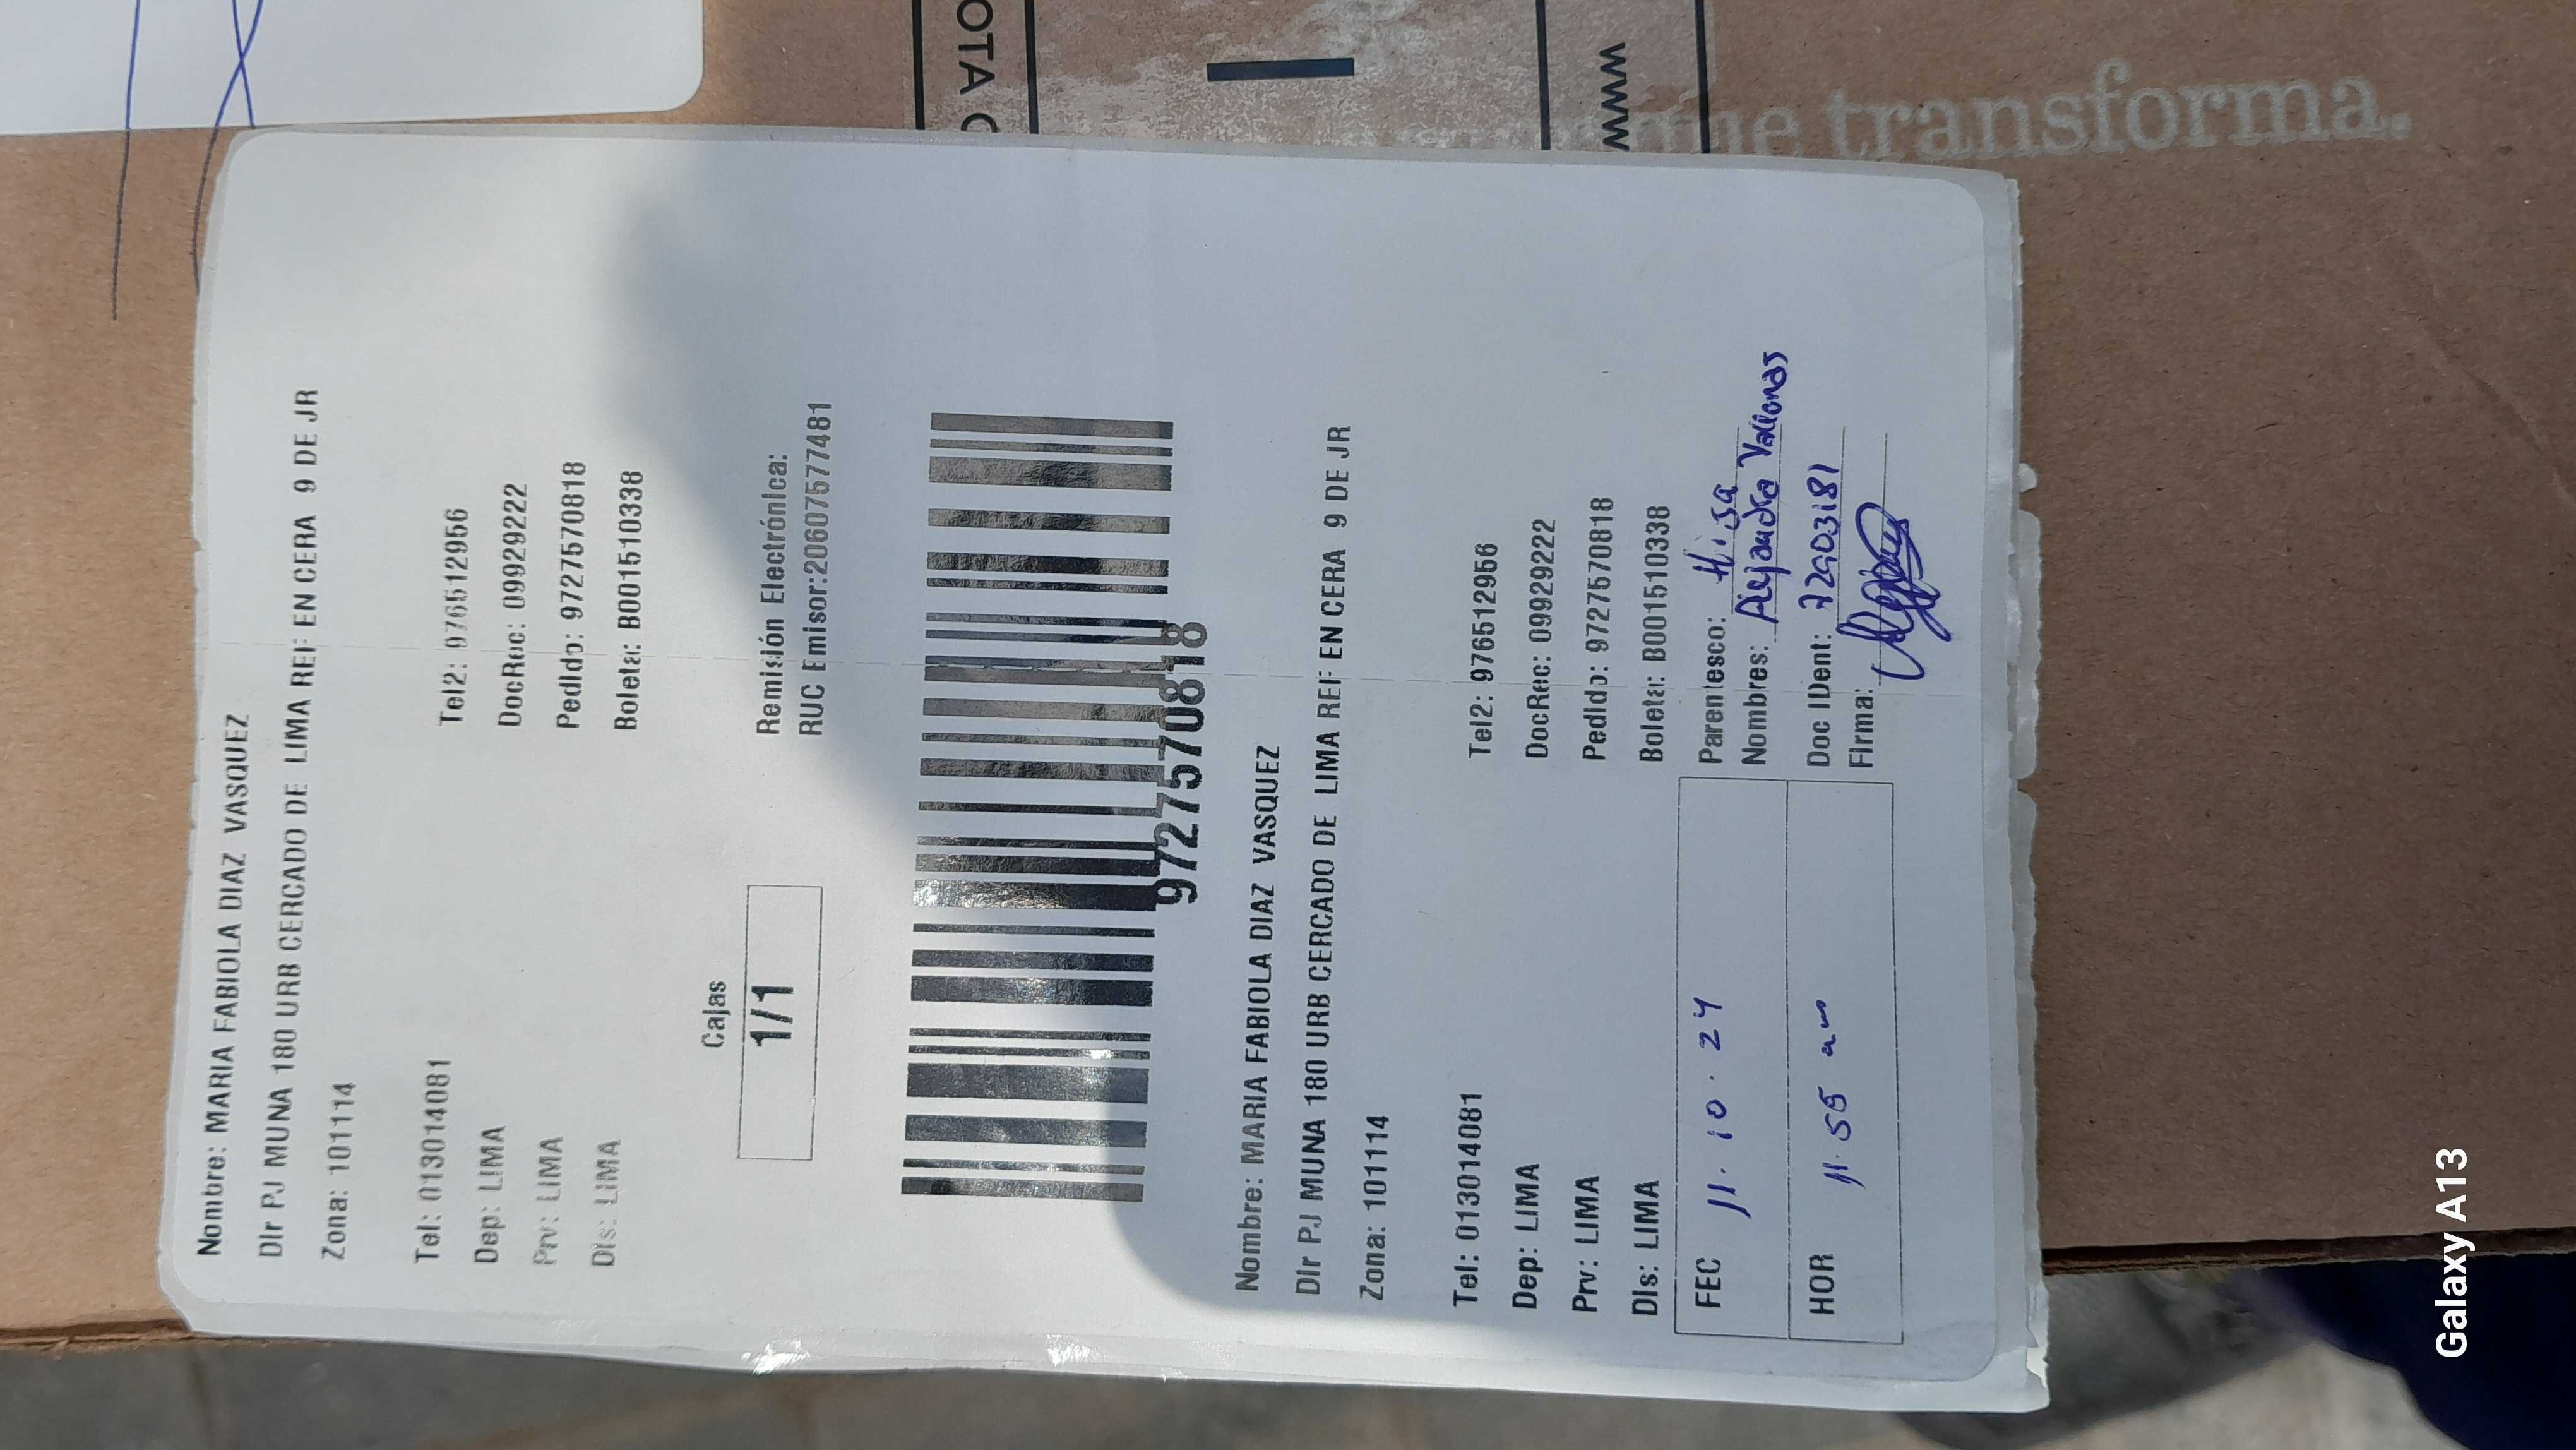 OTA
WWW
que transforma.
Nombre: MARIA FABIOLA DIAZ VASQUEZ
Dir PJ MUNA 180 URB CERCADO DE LIMA REF EN CERA 9 DE JR
Zona: 101114
Tel: 013014081 Tel2: 976512956
Dep: LIMA DocRec: 09929222
Prv: LIMA Pedido: 9727570818
Dis: LIMA Boleta: B001510338
Cajas
1/1
Remisión Electrónica:
RUC Emisor:20607577481
9727570818
Nombre: MARIA FABIOLA DIAZ VASQUEZ
Dir PJ MUNA 180 URB CERCADO DE LIMA REF EN CERA 9 DE JR
Zona: 101114
Tel: 013014081 Tel2: 976512956
Dep: LIMA DocRec: 09929222
Prv: LIMA Pedido: 9727570818
Dis: LIMA Boleta: B001510338
FEC 11.10.24 Parentesco: Hija
Nombres: Alejandra
HOR 11.55 am Doc IDent: 72903181
Firma:
Galaxy A13